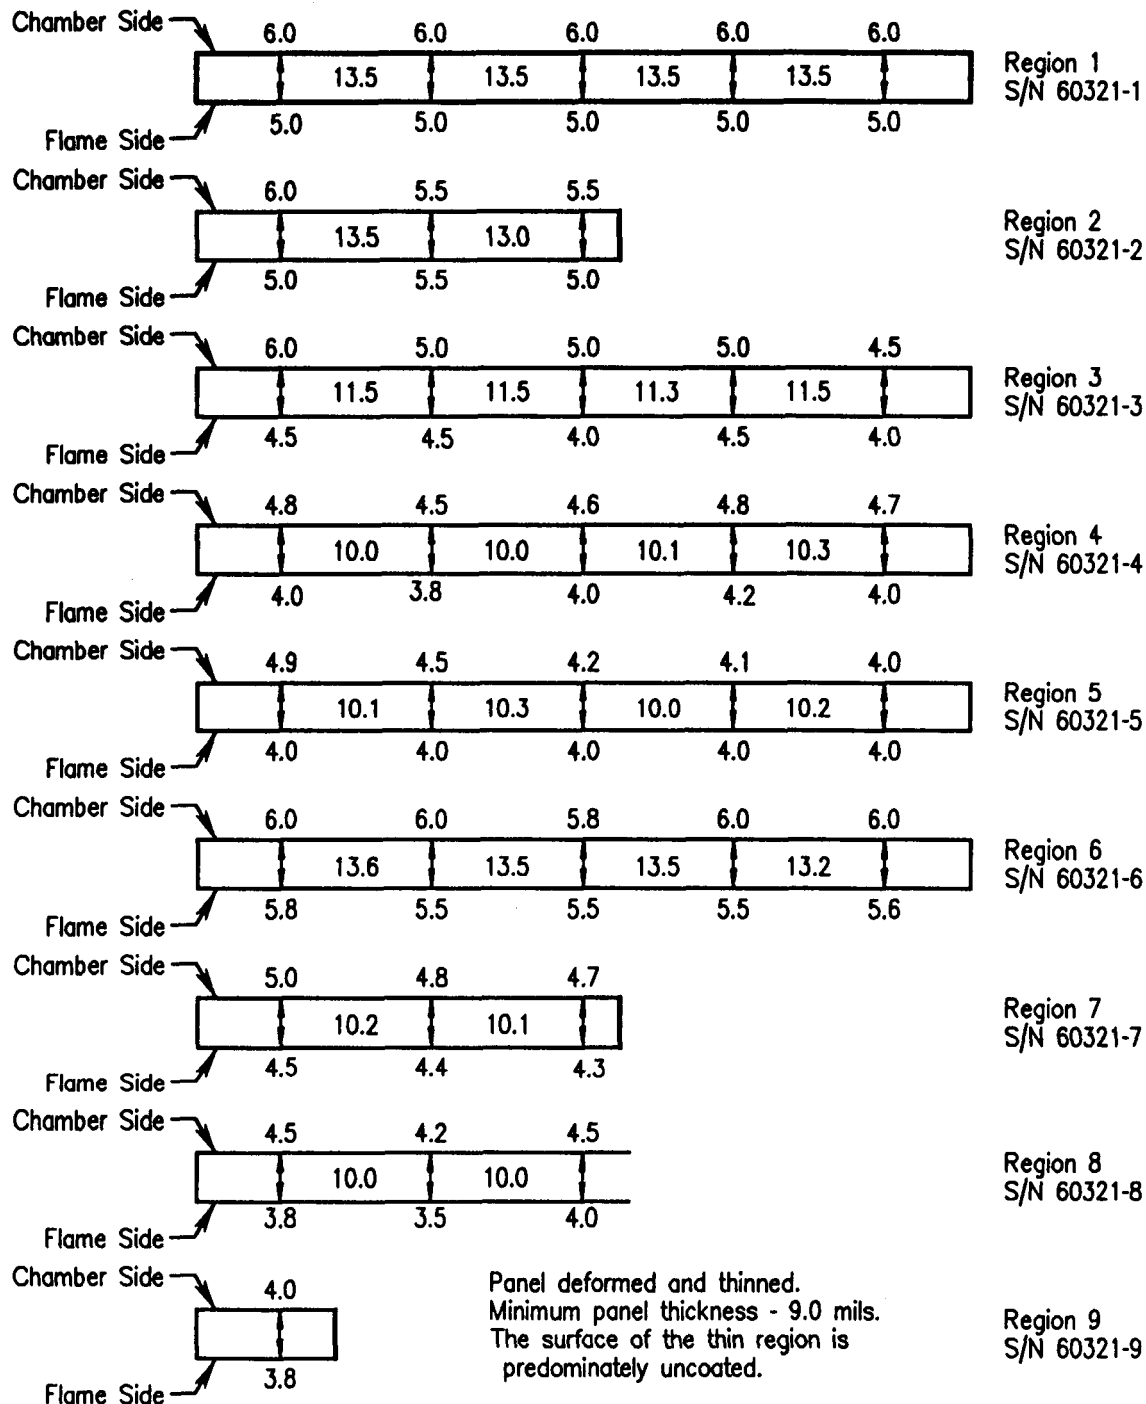 Chamber Side
6.0 6.0 6.0 6.0 6.0
13.5 13.5 13.5 13.5
Region 1
S/N 60321-1
5.0 5.0 5.0 5.0 5.0
Flame Side
Chamber Side
6.0 5.5 5.5
13.5 13.0
Region 2
S/N 60321-2
5.0 5.5 5.0
Flame Side
Chamber Side
6.0 5.0 5.0 5.0 4.5
11.5 11.5 11.3 11.5
Region 3
S/N 60321-3
4.5 4.5 4.0 4.5 4.0
Flame Side
Chamber Side
4.8 4.5 4.6 4.8 4.7
10.0 10.0 10.1 10.3
Region 4
S/N 60321-4
4.0 3.8 4.0 4.2 4.0
Flame Side
Chamber Side
4.9 4.5 4.2 4.1 4.0
10.1 10.3 10.0 10.2
Region 5
S/N 60321-5
4.0 4.0 4.0 4.0 4.0
Flame Side
Chamber Side
6.0 6.0 5.8 6.0 6.0
13.6 13.5 13.5 13.2
Region 6
S/N 60321-6
5.8 5.5 5.5 5.5 5.6
Flame Side
Chamber Side
5.0 4.8 4.7
10.2 10.1
Region 7
S/N 60321-7
4.5 4.4 4.3
Flame Side
Chamber Side
4.5 4.2 4.5
10.0 10.0
Region 8
S/N 60321-8
3.8 3.5 4.0
Flame Side
Chamber Side
4.0
Region 9
S/N 60321-9
3.8
Flame Side
Panel deformed and thinned.
Minimum panel thickness - 9.0 mils.
The surface of the thin region is
predominately uncoated.